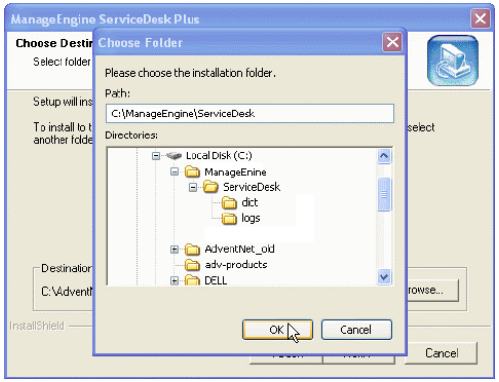 ManageEngine ServiceDesk Plus
Choose Folder
Choose Destin
Select folder
Please choose the installation folder.
Path:
C:\ManageEngine\ServiceDesk
Setup will ins
To install to t
select
another folde
Directories:
Local Disk (C:)
ManageEnine
ServiceDesk
dict
logs
AdventNet_old
adv-products
DELL
Destination
C:\AdventN
rowse...
OK
Cancel
InstallShield
Cancel